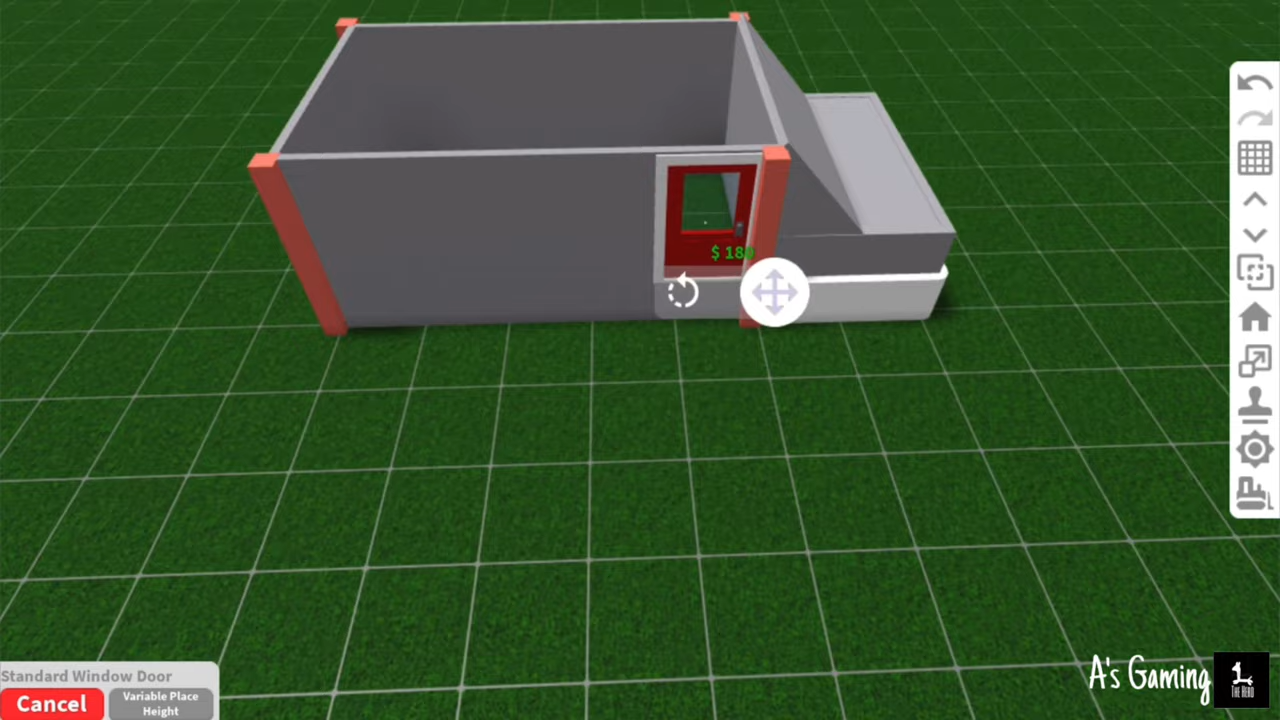 $ 180
Standard Window Door
Cancel
Variable Place
Height
A's Gaming
THE HERO